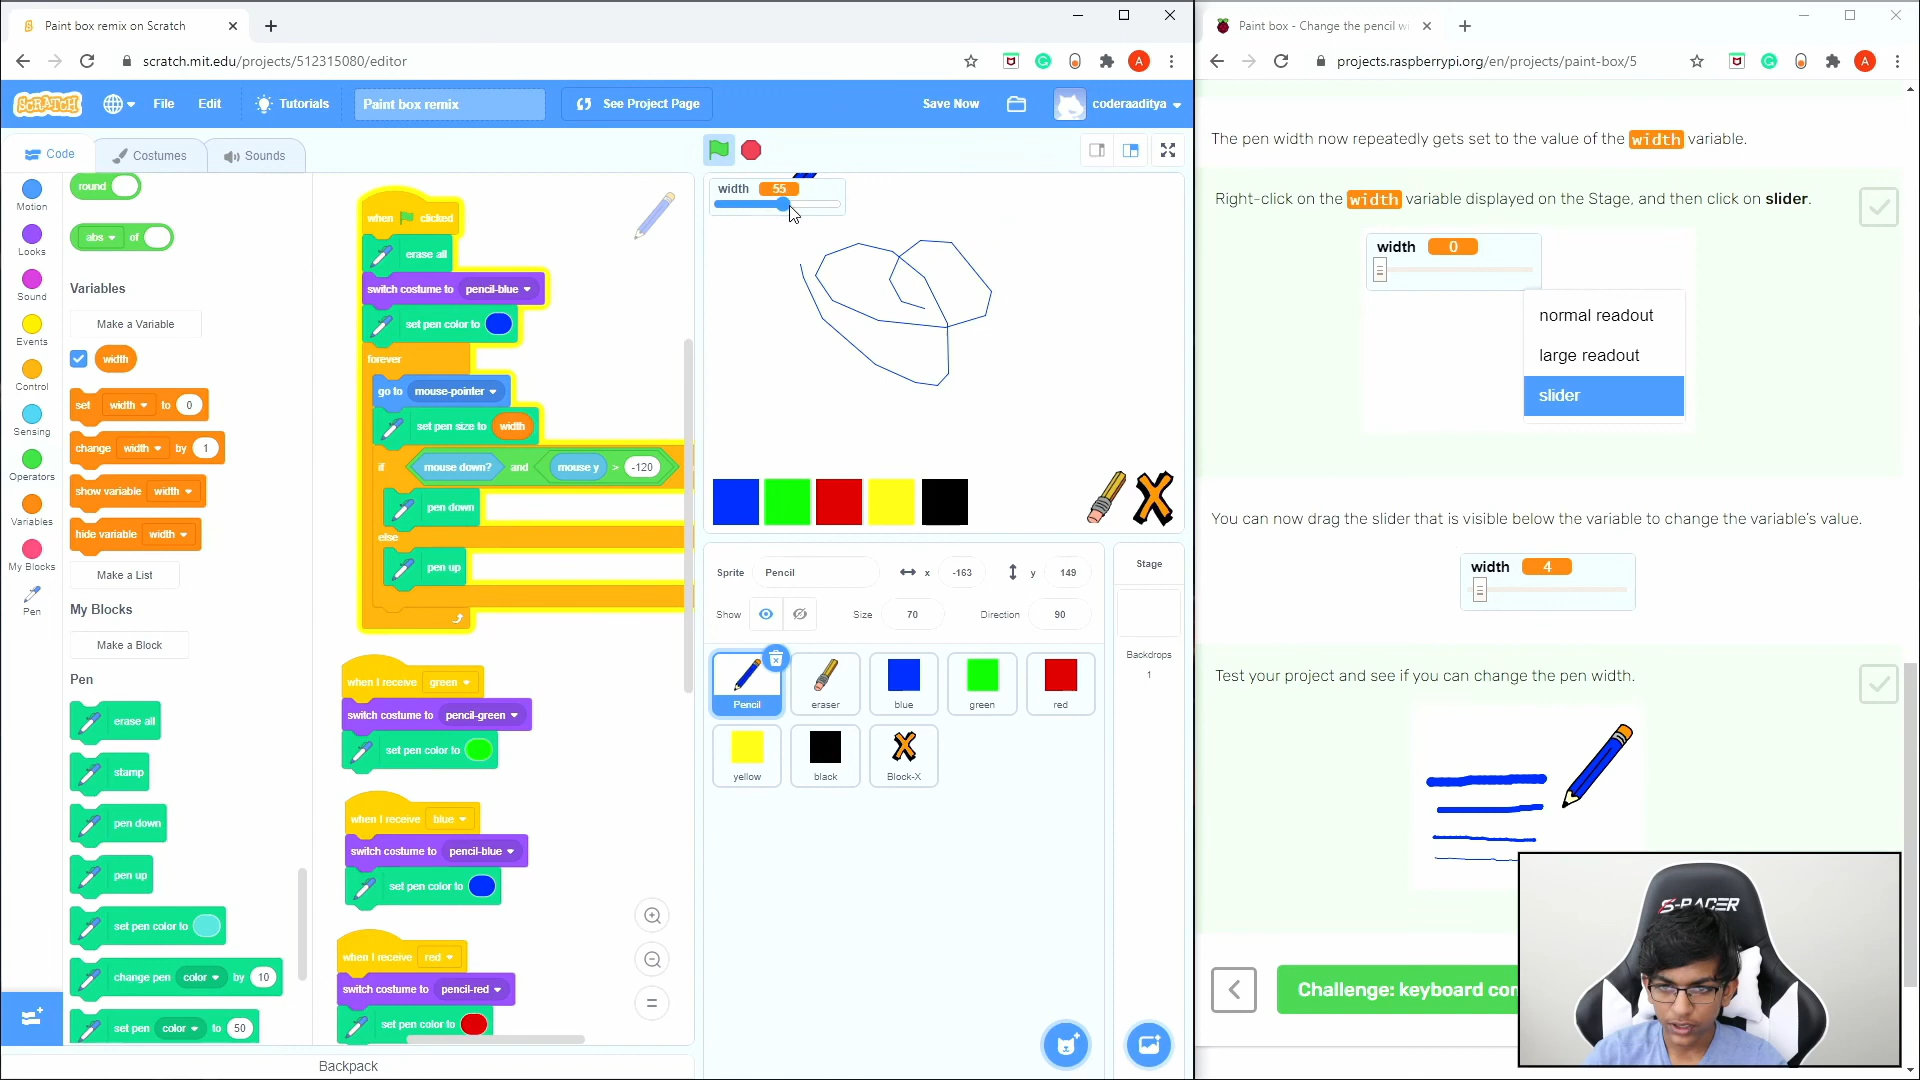 Paint box remix on Scratch
scratch.mit.edu/projects/512315080/editor
A
SCRATCH
File
Edit
Tutorials
Paint box remix
See Project Page
Save Now
coderaaditya
Code
Costumes
Sounds
Motion
Looks
Sound
Events
Control
Sensing
Operators
Variables
My Blocks
Pen
round
abs of
Variables
Make a Variable
width
set width to 0
change width by 1
show variable width
hide variable width
Make a List
My Blocks
Make a Block
Pen
erase all
stamp
pen down
pen up
set pen color to
change pen color by 10
set pen color to 50
when clicked
erase all
switch costume to pencil-blue
set pen color to
forever
go to mouse-pointer
set pen size to width
if mouse down? and mouse y > -120
pen down
else
pen up
when I receive green
switch costume to pencil-green
set pen color to
when I receive blue
switch costume to pencil-blue
set pen color to
when I receive red
switch costume to pencil-red
set pen color to
Backpack
width 55
Sprite Pencil x -163 y 149
Show Size 70 Direction 90
Pencil
eraser
blue
green
red
yellow
black
Block-X
Stage
Backdrops
1
Paint box - Change the pencil wi
projects.raspberrypi.org/en/projects/paint-box/5
A
The pen width now repeatedly gets set to the value of the width variable.
Right-click on the width variable displayed on the Stage, and then click on slider.
width 0
normal readout
large readout
slider
You can now drag the slider that is visible below the variable to change the variable's value.
width 4
Test your project and see if you can change the pen width.
Challenge: keyboard con
S-RACER